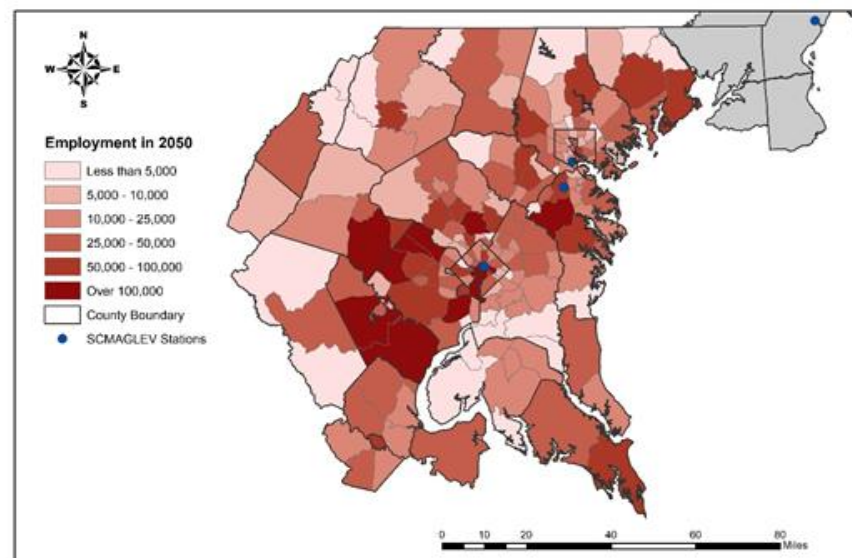 N
W E
S
Employment in 2050
Less than 5,000
5,000 - 10,000
10,000 - 25,000
25,000 - 50,000
50,000 - 100,000
Over 100,000
County Boundary
SCMAGLEV Stations
0 10 20 40 60 80
Miles